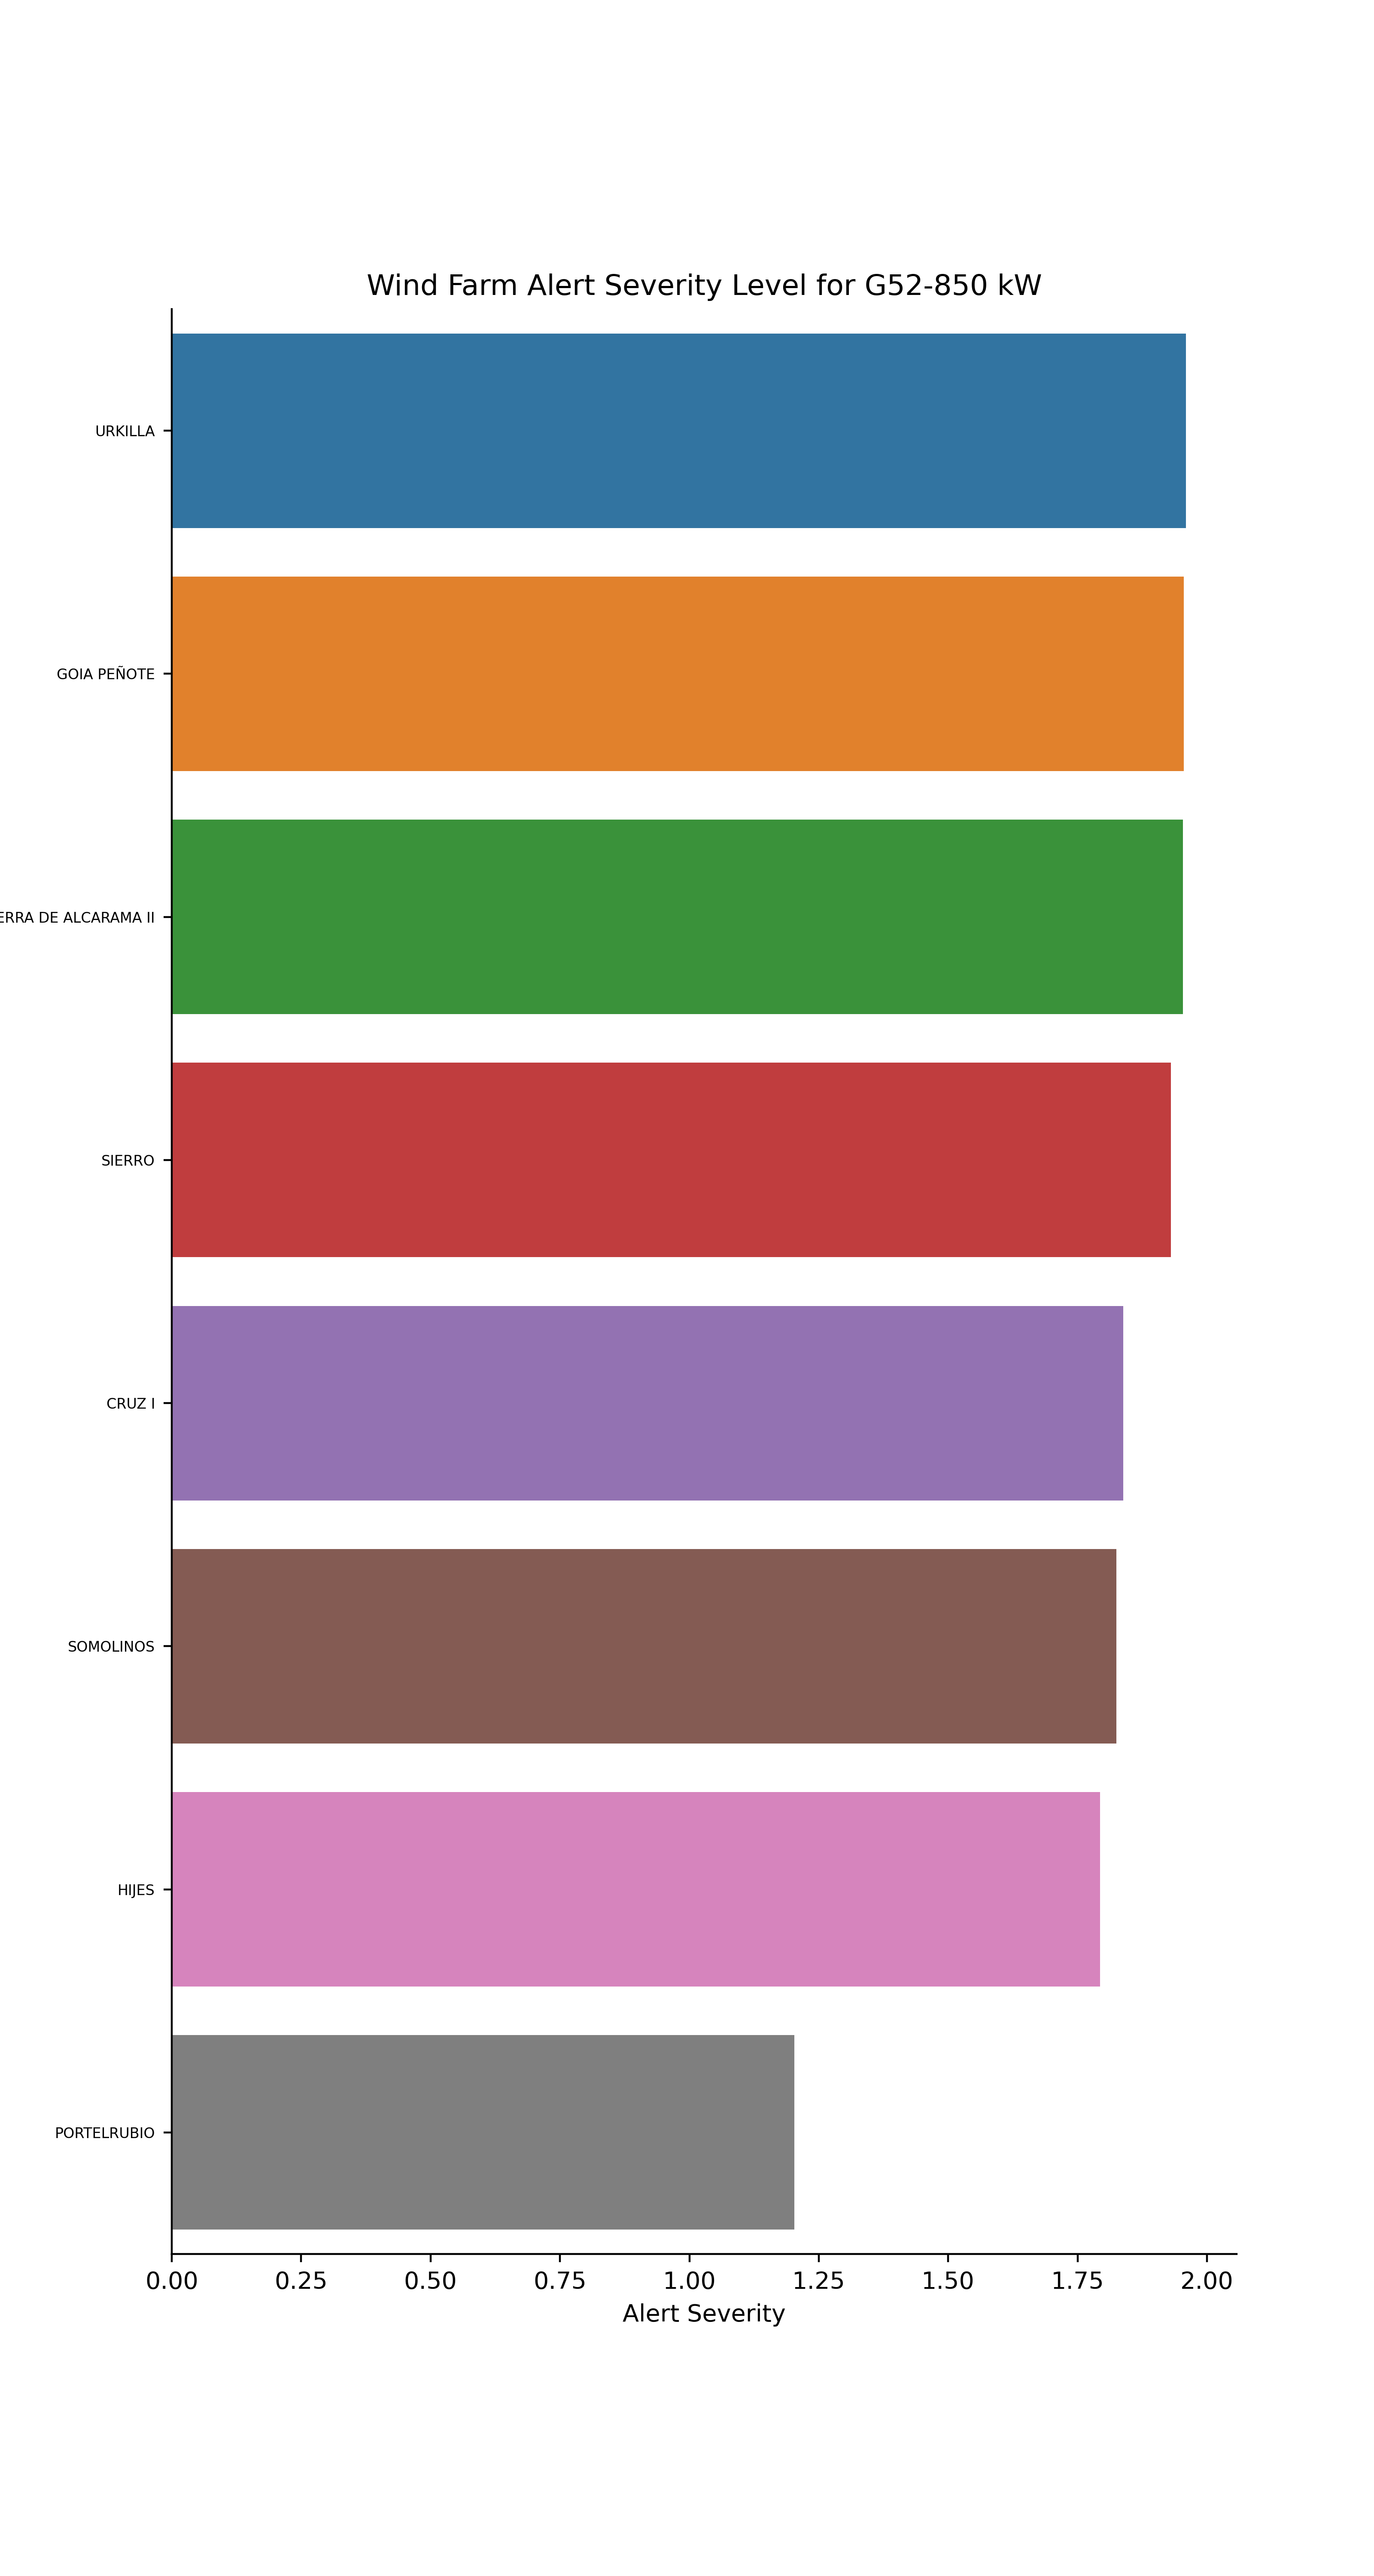 Wind Farm Alert Severity Level for G52-850 kW
URKILLA
GOIA PEÑOTE
DE ALCARAMA II
SIERRO
CRUZ I
SOMOLINOS
HIJES
PORTELRUBIO
0.00 0.25 0.50 0.75 1.00 1.25 1.50 1.75 2.00
Alert Severity